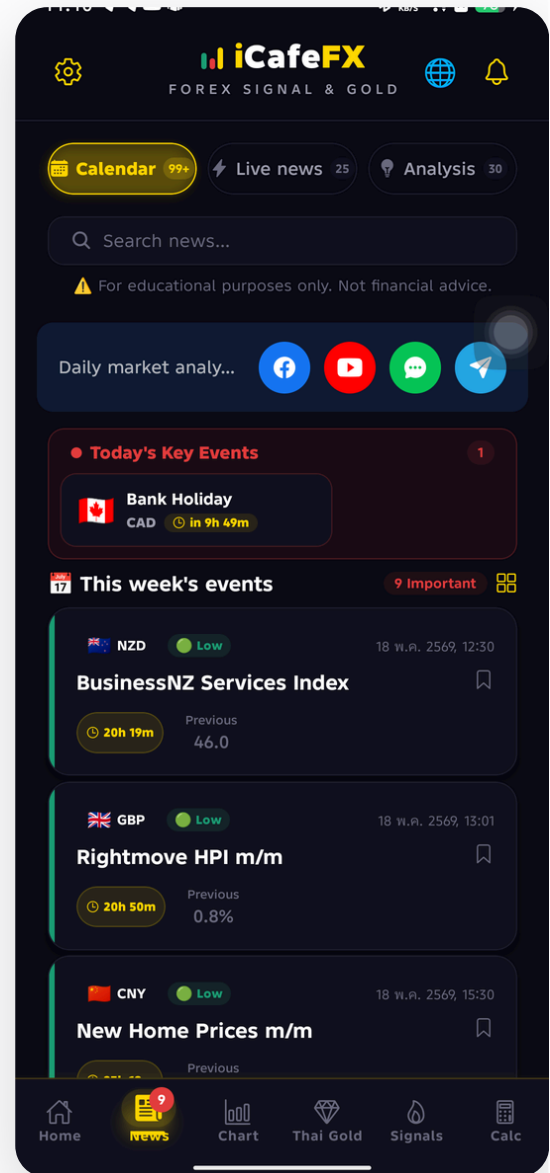 iCafeFX
FOREX SIGNAL & GOLD
Calendar 99+
Live news 25
Analysis 30
Search news...
⚠️ For educational purposes only. Not financial advice.
Daily market analy...
Today's Key Events
1
Bank Holiday
CAD in 9h 49m
This week's events
9 Important
NZD Low
18 พ.ค. 2569, 12:30
BusinessNZ Services Index
20h 19m
Previous
46.0
GBP Low
18 พ.ค. 2569, 13:01
Rightmove HPI m/m
20h 50m
Previous
0.8%
CNY Low
18 พ.ค. 2569, 15:30
New Home Prices m/m
Previous
9
Home
News
Chart
Thai Gold
Signals
Calc